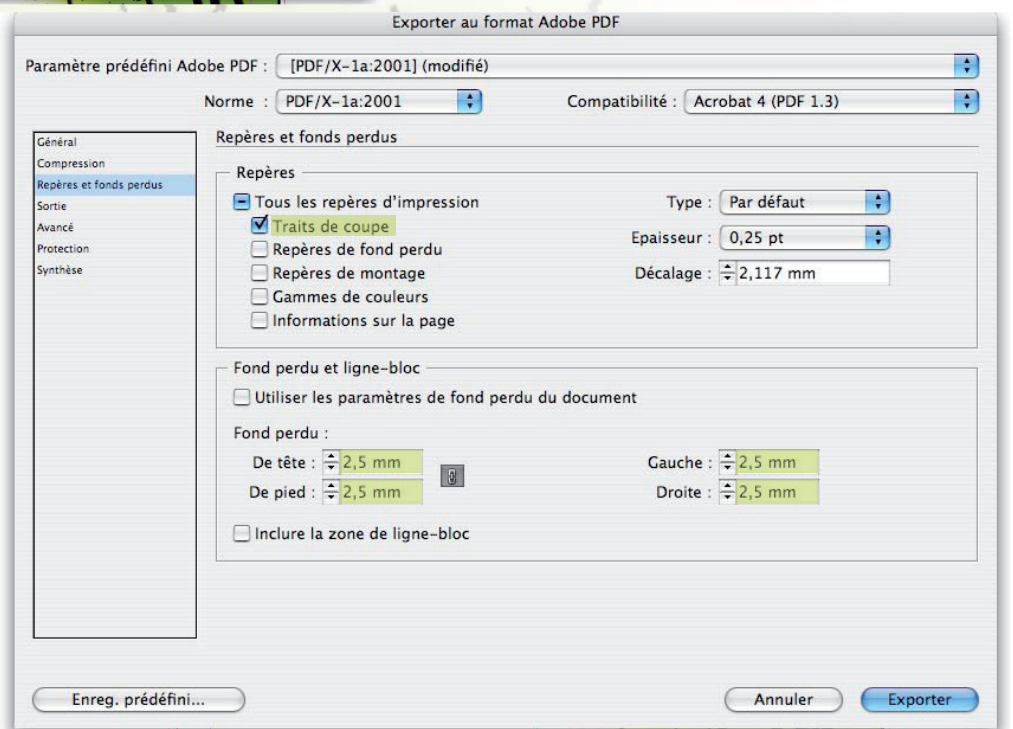 Exporter au format Adobe PDF
Paramètre prédéfini Adobe PDF : [PDF/X-1a:2001] (modifié)
Norme : PDF/X-1a:2001 Compatibilité : Acrobat 4 (PDF 1.3)
Général
Compression
Repères et fonds perdus
Sortie
Avancé
Protection
Synthèse
Repères et fonds perdus
Repères
Tous les repères d'impression
Traits de coupe
Repères de fond perdu
Repères de montage
Gammes de couleurs
Informations sur la page
Type : Par défaut
Epaisseur : 0,25 pt
Décalage : 2,117 mm
Fond perdu et ligne-bloc
Utiliser les paramètres de fond perdu du document
Fond perdu :
De tête : 2,5 mm Gauche : 2,5 mm
De pied : 2,5 mm Droite : 2,5 mm
Inclure la zone de ligne-bloc
Enreg. prédéfini... Annuler Exporter